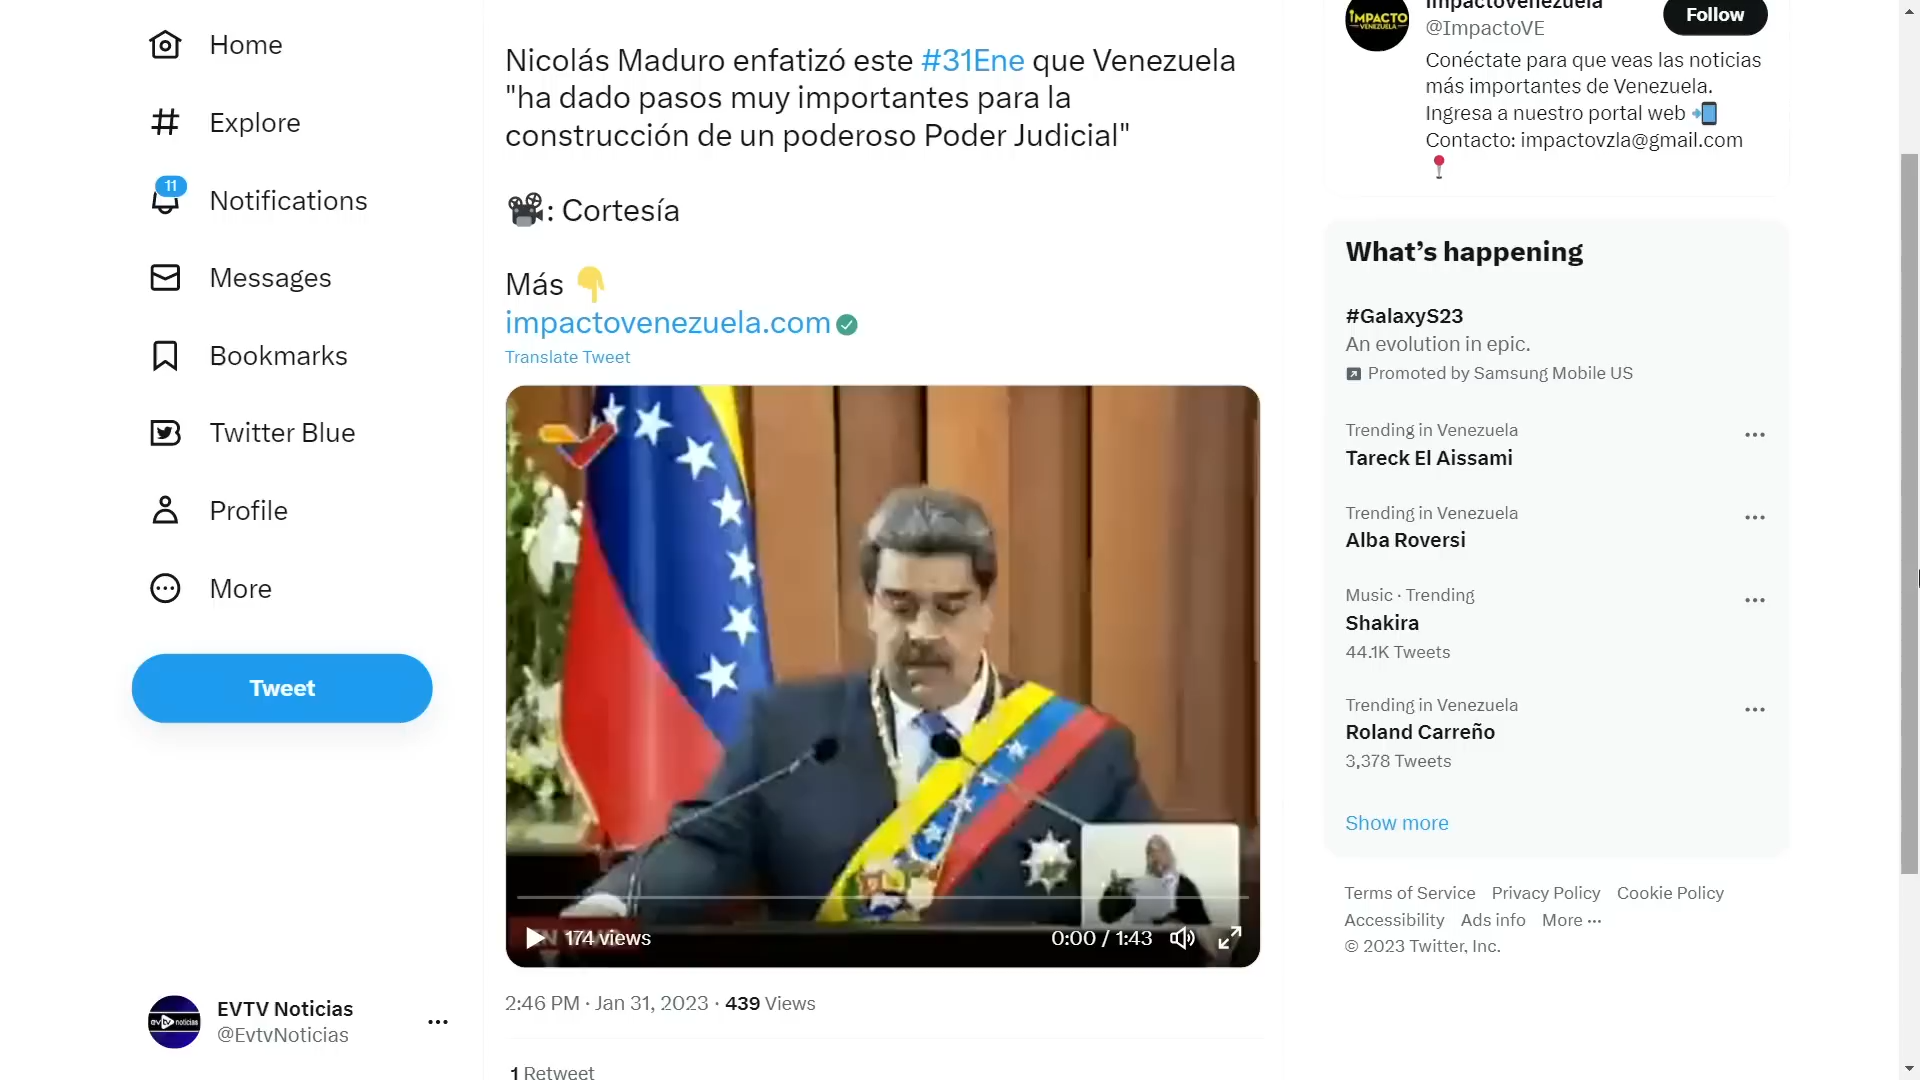 Home
Explore
11
Notifications
Messages
Bookmarks
Twitter Blue
Profile
More
Tweet
evtv noticias
EVTV Noticias
@EvtvNoticias
Nicolás Maduro enfatizó este #31Ene que Venezuela
"ha dado pasos muy importantes para la
construcción de un poderoso Poder Judicial"
: Cortesía
Más
impactovenezuela.com
Translate Tweet
174 views
0:00 / 1:43
2:46 PM · Jan 31, 2023 · 439 Views
1 Retweet
IMPACTO
VENEZUELA
impactovenezuela
@ImpactoVE
Follow
Conéctate para que veas las noticias
más importantes de Venezuela.
Ingresa a nuestro portal web
Contacto: impactovzla@gmail.com
What's happening
#GalaxyS23
An evolution in epic.
Promoted by Samsung Mobile US
Trending in Venezuela
Tareck El Aissami
Trending in Venezuela
Alba Roversi
Music · Trending
Shakira
44.1K Tweets
Trending in Venezuela
Roland Carreño
3,378 Tweets
Show more
Terms of Service Privacy Policy Cookie Policy
Accessibility Ads info More ···
© 2023 Twitter, Inc.